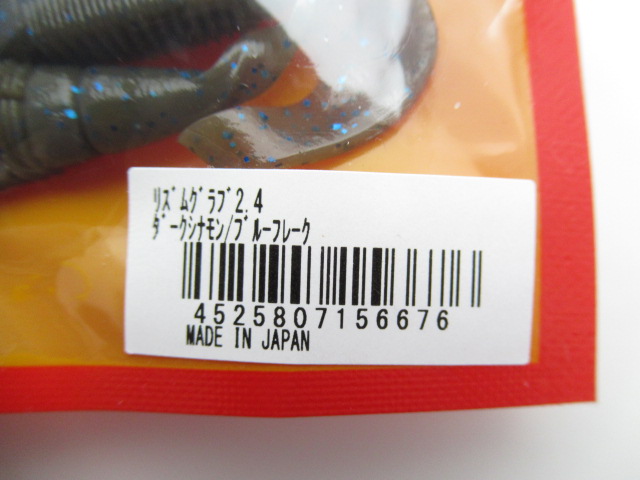 ﾘｽﾞﾑｸﾞﾗﾌﾞ2.4
ﾀﾞｰｸｼﾅﾓﾝ/ﾌﾞﾙｰﾌﾚｰｸ
4525807156676
MADE IN JAPAN